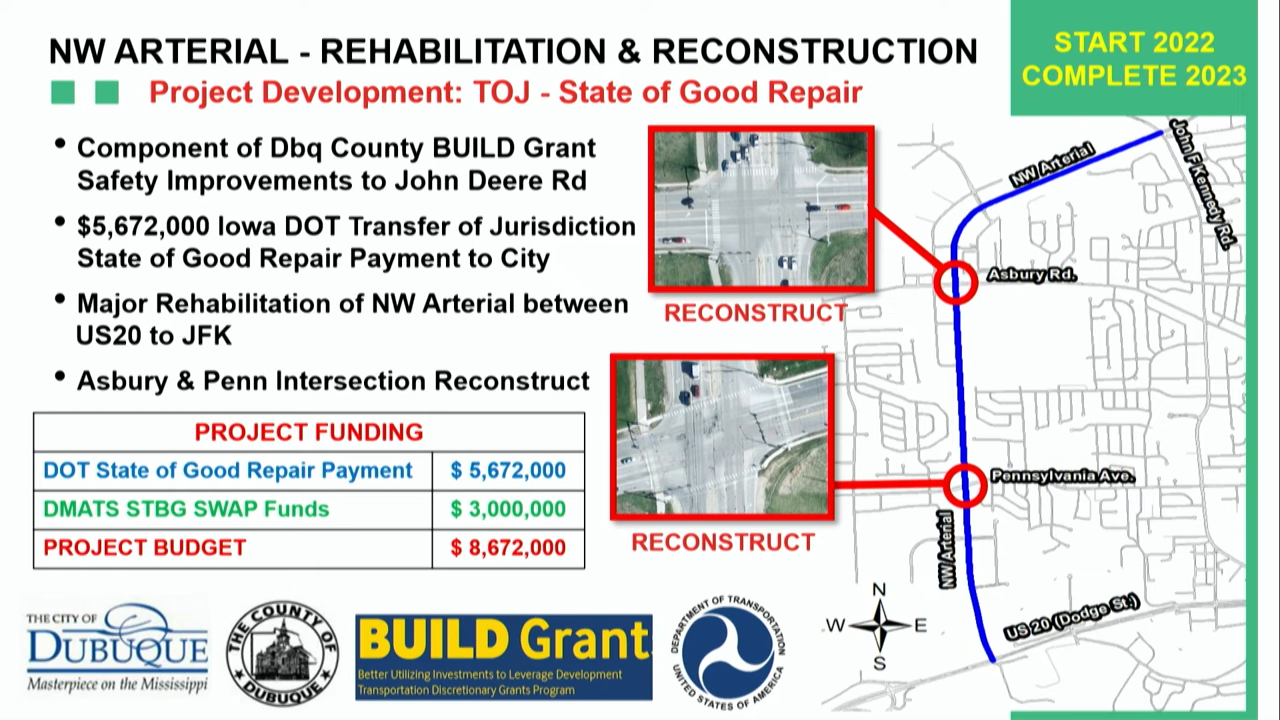 NW ARTERIAL - REHABILITATION & RECONSTRUCTION
Project Development: TOJ - State of Good Repair
START 2022
COMPLETE 2023
• Component of Dbq County BUILD Grant
Safety Improvements to John Deere Rd
• $5,672,000 Iowa DOT Transfer of Jurisdiction
State of Good Repair Payment to City
• Major Rehabilitation of NW Arterial between
US20 to JFK
• Asbury & Penn Intersection Reconstruct
PROJECT FUNDING
DOT State of Good Repair Payment $ 5,672,000
DMATS STBG SWAP Funds $ 3,000,000
PROJECT BUDGET $ 8,672,000
RECONSTRUCT
RECONSTRUCT
NW Arterial
John F Kennedy Rd.
Asbury Rd.
Pennsylvania Ave.
NW Arterial
US 20 (Dodge St.)
N
W E
S
THE CITY OF
DUBUQUE
Masterpiece on the Mississippi
THE COUNTY OF
DUBUQUE
BUILD Grant
Better Utilizing Investments to Leverage Development
Transportation Discretionary Grants Program
DEPARTMENT OF TRANSPORTATION
UNITED STATES OF AMERICA